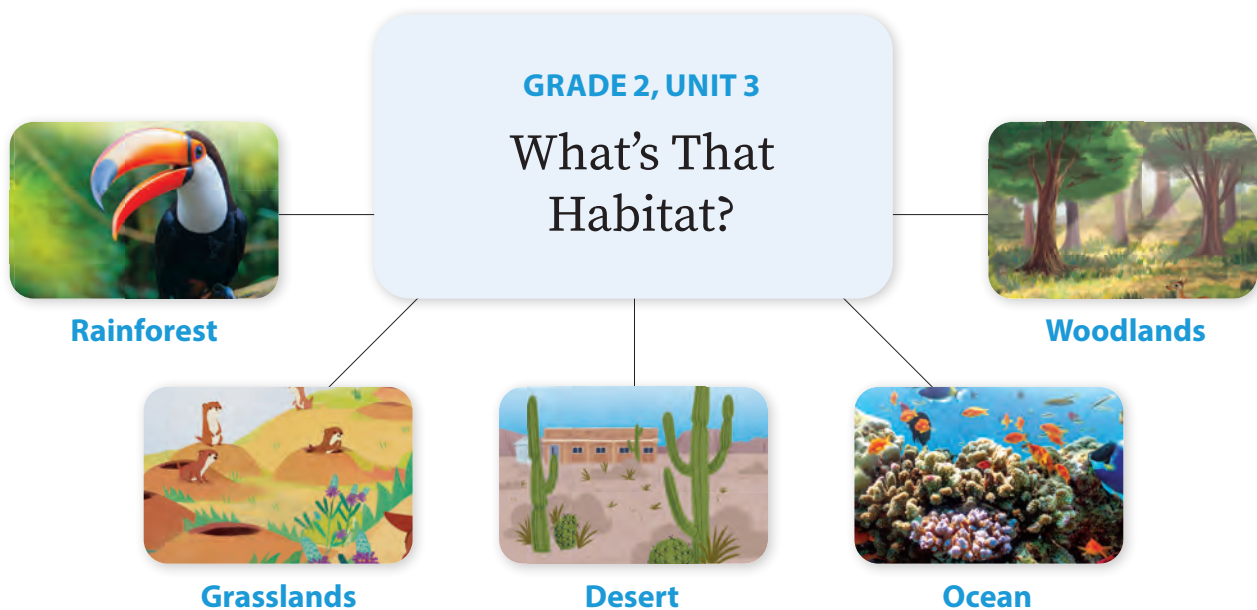 GRADE 2, UNIT 3
What's That
Habitat?
Rainforest
Woodlands
Grasslands
Desert
Ocean